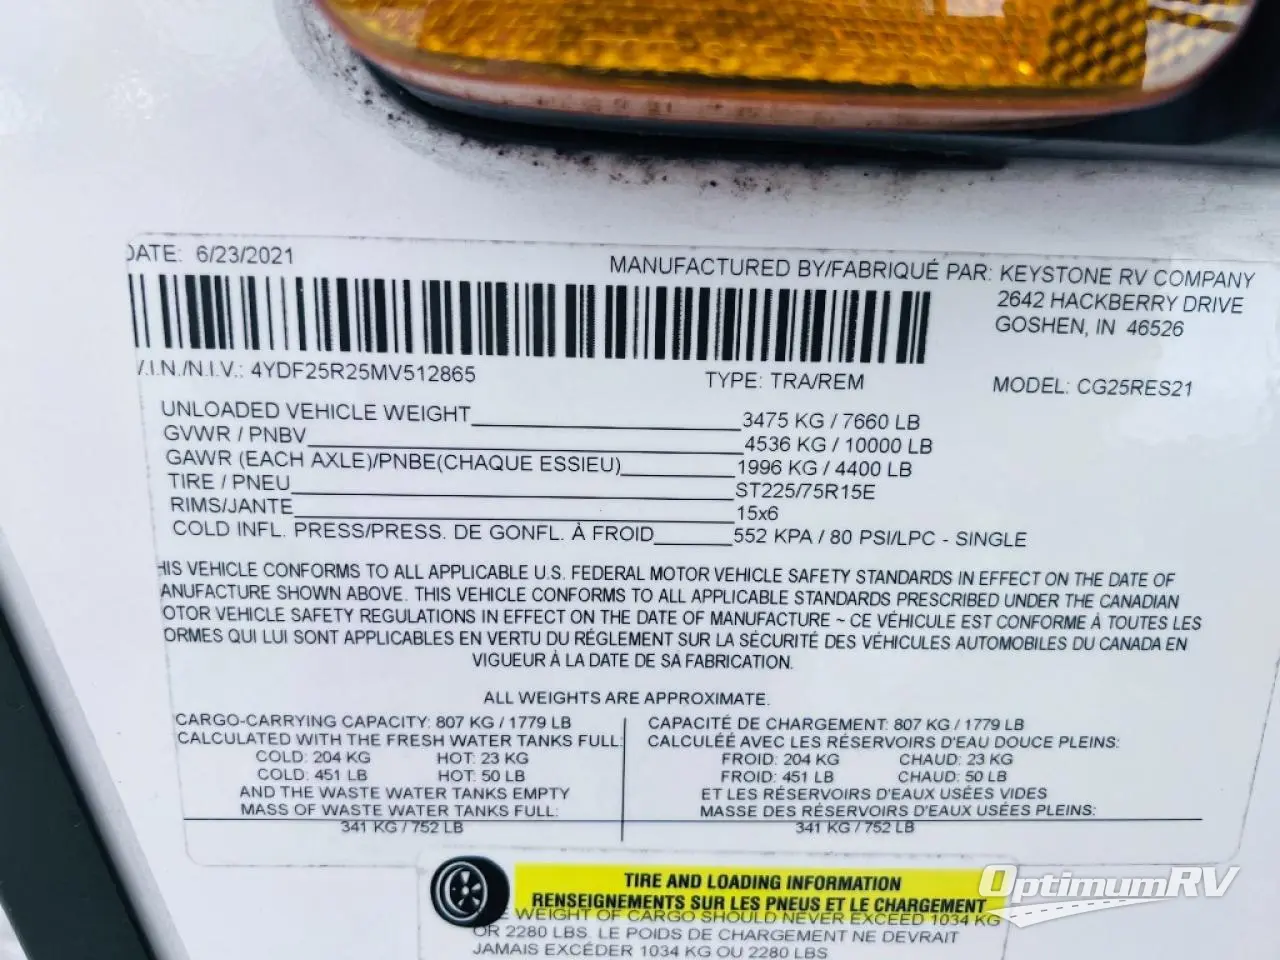 DATE: 6/23/2021
MANUFACTURED BY/FABRIQUÉ PAR: KEYSTONE RV COMPANY
2642 HACKBERRY DRIVE
GOSHEN, IN 46526
V.I.N./N.I.V.: 4YDF25R25MV512865
TYPE: TRA/REM
MODEL: CG25RES21
UNLOADED VEHICLE WEIGHT 3475 KG / 7660 LB
GVWR / PNBV 4536 KG / 10000 LB
GAWR (EACH AXLE)/PNBE(CHAQUE ESSIEU) 1996 KG / 4400 LB
TIRE / PNEU ST225/75R15E
RIMS/JANTE 15x6
COLD INFL. PRESS/PRESS. DE GONFL. À FROID 552 KPA / 80 PSI/LPC - SINGLE
HIS VEHICLE CONFORMS TO ALL APPLICABLE U.S. FEDERAL MOTOR VEHICLE SAFETY STANDARDS IN EFFECT ON THE DATE OF
ANUFACTURE SHOWN ABOVE. THIS VEHICLE CONFORMS TO ALL APPLICABLE STANDARDS PRESCRIBED UNDER THE CANADIAN
OTOR VEHICLE SAFETY REGULATIONS IN EFFECT ON THE DATE OF MANUFACTURE ~ CE VÉHICULE EST CONFORME À TOUTES LES
ORMES QUI LUI SONT APPLICABLES EN VERTU DU RÉGLEMENT SUR LA SÉCURITÉ DES VÉHICULES AUTOMOBILES DU CANADA EN
VIGUEUR À LA DATE DE SA FABRICATION.
ALL WEIGHTS ARE APPROXIMATE.
CARGO-CARRYING CAPACITY: 807 KG / 1779 LB
CALCULATED WITH THE FRESH WATER TANKS FULL:
COLD: 204 KG HOT: 23 KG
COLD: 451 LB HOT: 50 LB
AND THE WASTE WATER TANKS EMPTY
MASS OF WASTE WATER TANKS FULL:
341 KG / 752 LB
CAPACITÉ DE CHARGEMENT: 807 KG / 1779 LB
CALCULÉE AVEC LES RÉSERVOIRS D'EAU DOUCE PLEINS:
FROID: 204 KG CHAUD: 23 KG
FROID: 451 LB CHAUD: 50 LB
ET LES RÉSERVOIRS D'EAUX USÉES VIDES
MASSE DES RÉSERVOIRS D'EAUX USÉES PLEINS:
341 KG / 752 LB
TIRE AND LOADING INFORMATION
RENSEIGNEMENTS SUR LES PNEUS ET LE CHARGEMENT
E WEIGHT OF CARGO SHOULD NEVER EXCEED 1034 KG
OR 2280 LBS. LE POIDS DE CHARGEMENT NE DEVRAIT
JAMAIS EXCÉDER 1034 KG OU 2280 LBS
OptimumRV